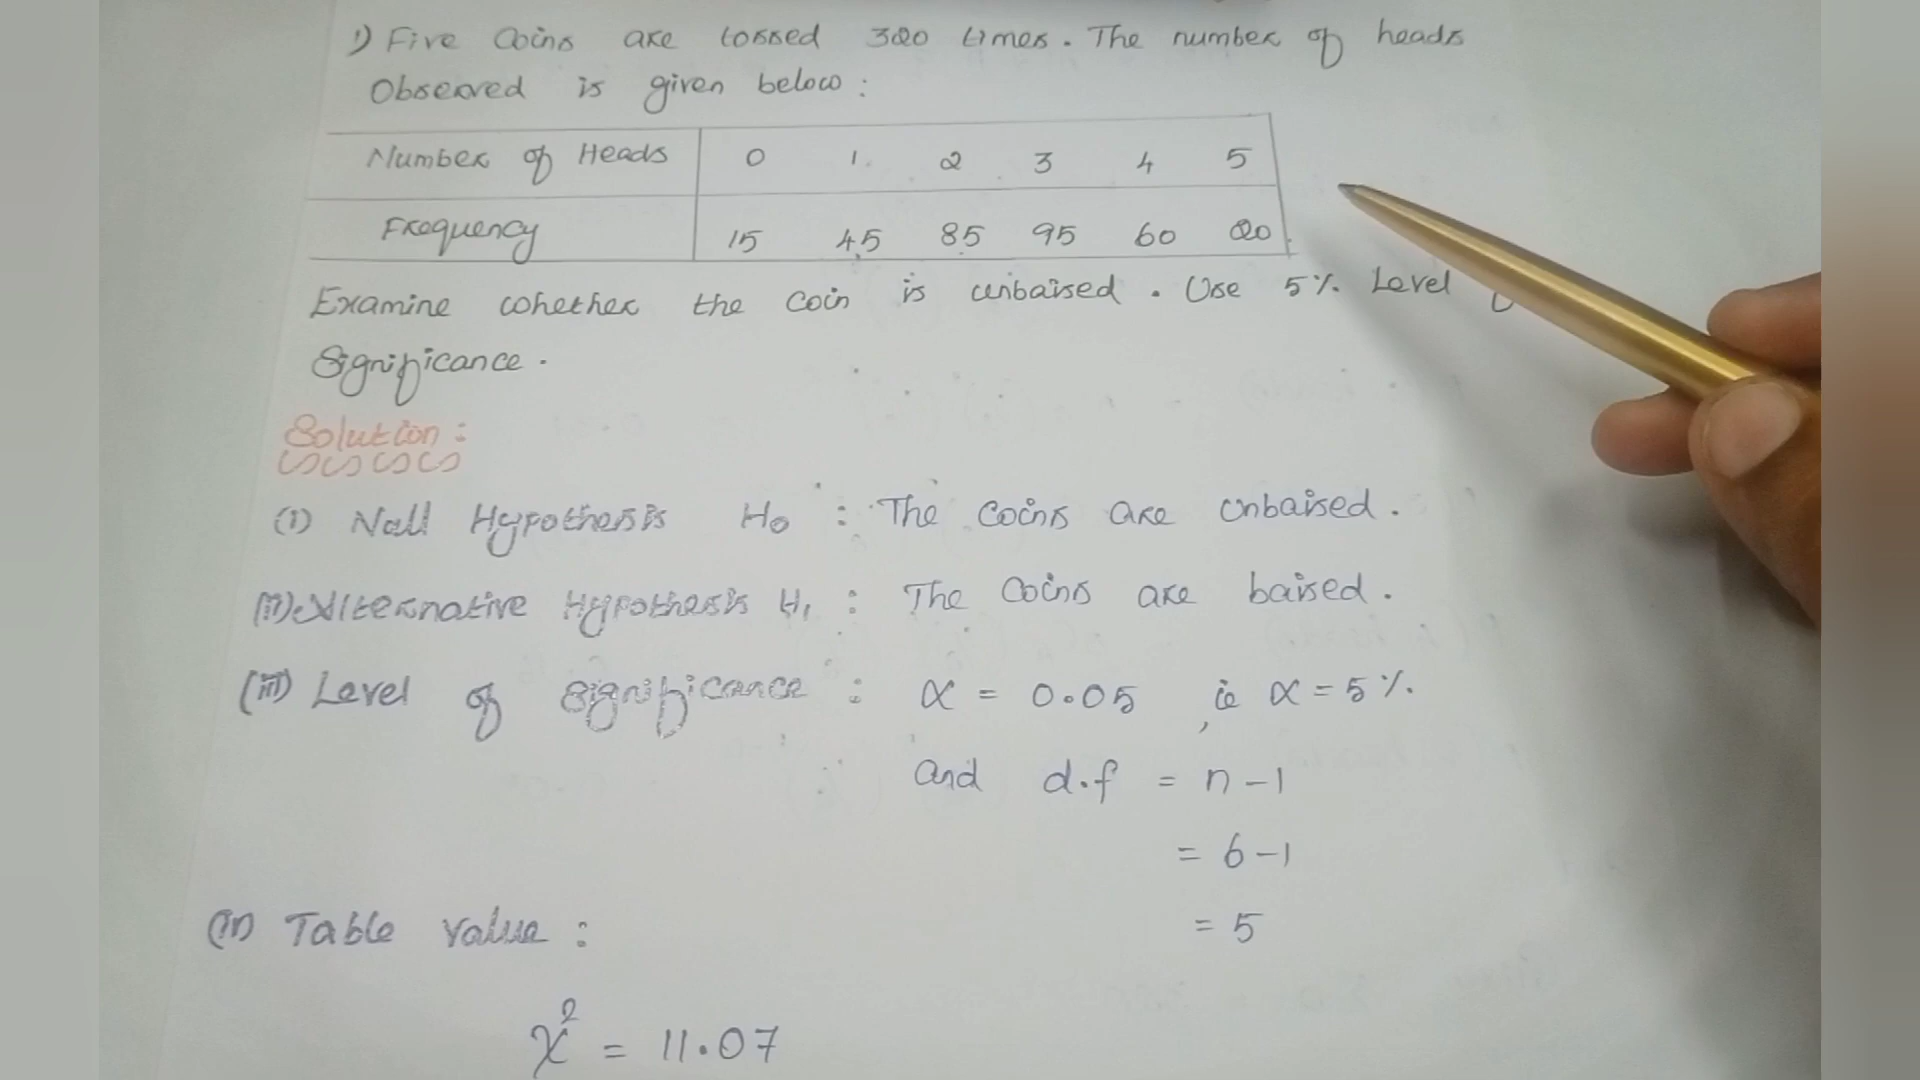 1) Five Coins are tossed 320 times. The number of heads
Observed is given below:
Number of Heads 0 1. 2 3 4 5
Frequency 15 45 85 95 60 20
Examine whether the coin is unbaised. Use 5% Level
Significance.
Solution:
(i) Null Hypothesis H0 : The Coins are unbaised.
(ii) Alternative Hypothesis H1 : The Coins are baised.
(iii) Level of Significance : α = 0.05, ie α = 5%.
and d.f = n-1
= 6-1
= 5
(iv) Table Value:
χ² = 11.07